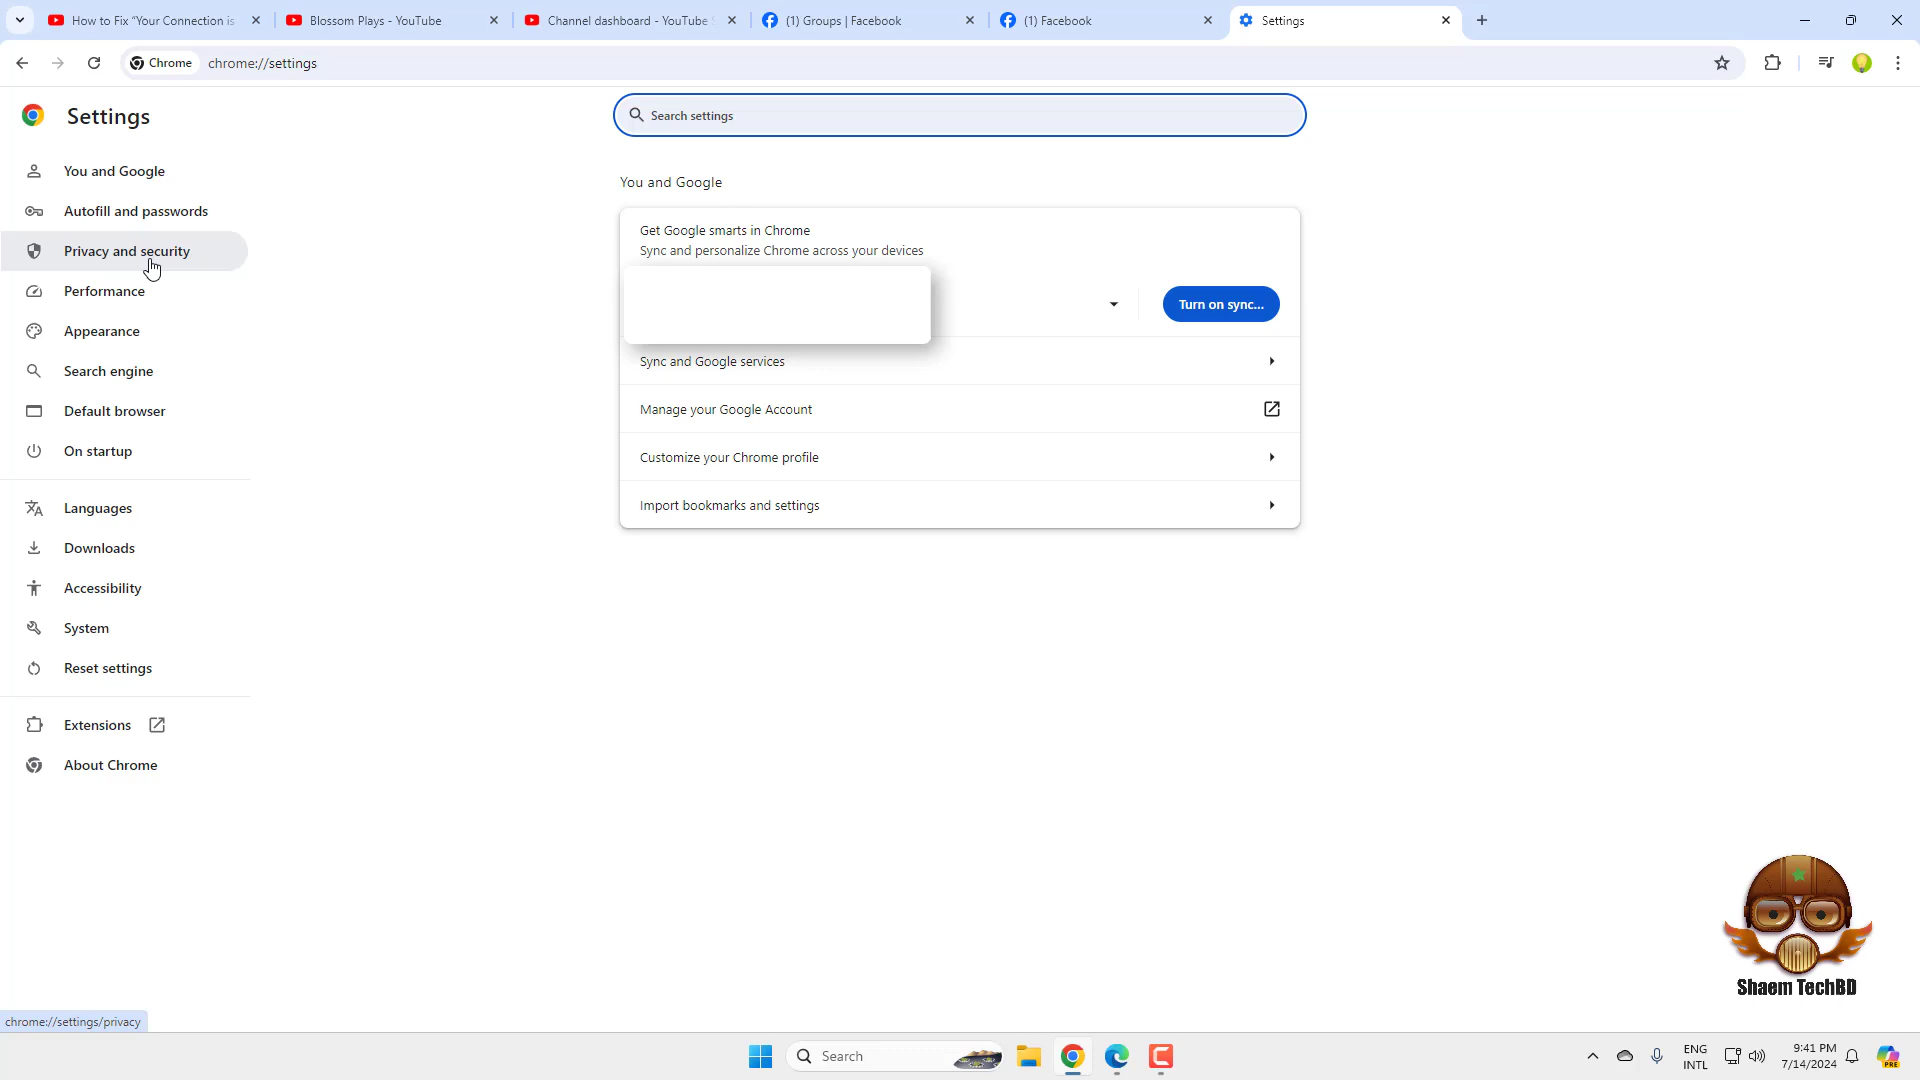 How to Fix “Your Connection is
Blossom Plays - YouTube
Channel dashboard - YouTube
(1) Groups | Facebook
(1) Facebook
Settings
Chrome
chrome://settings
Settings
Search settings
You and Google
Autofill and passwords
Privacy and security
Performance
Appearance
Search engine
Default browser
On startup
Languages
Downloads
Accessibility
System
Reset settings
Extensions
About Chrome
You and Google
Get Google smarts in Chrome
Sync and personalize Chrome across your devices
Turn on sync...
Sync and Google services
Manage your Google Account
Customize your Chrome profile
Import bookmarks and settings
Shaem TechBD
chrome://settings/privacy
Search
ENG
INTL
9:41 PM
7/14/2024
PRE